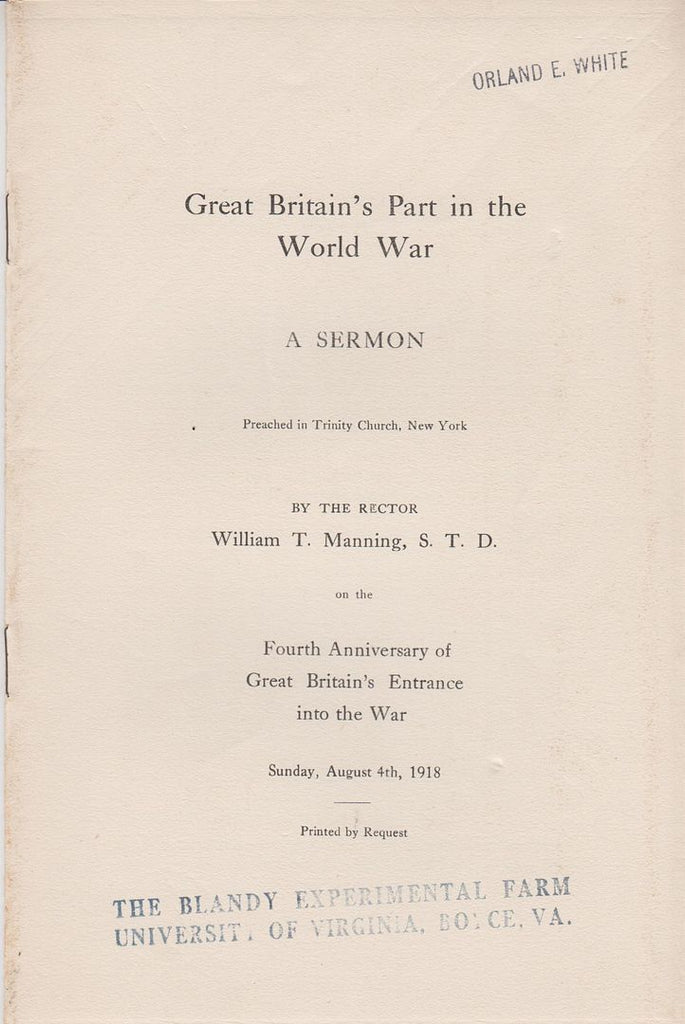 ORLAND E. WHITE
Great Britain's Part in the
World War
A SERMON
Preached in Trinity Church, New York
BY THE RECTOR
William T. Manning, S. T. D.
on the
Fourth Anniversary of
Great Britain's Entrance
into the War
Sunday, August 4th, 1918
Printed by Request
THE BLANDY EXPERIMENTAL FARM
UNIVERSITY OF VIRGINIA, BOYCE, VA.